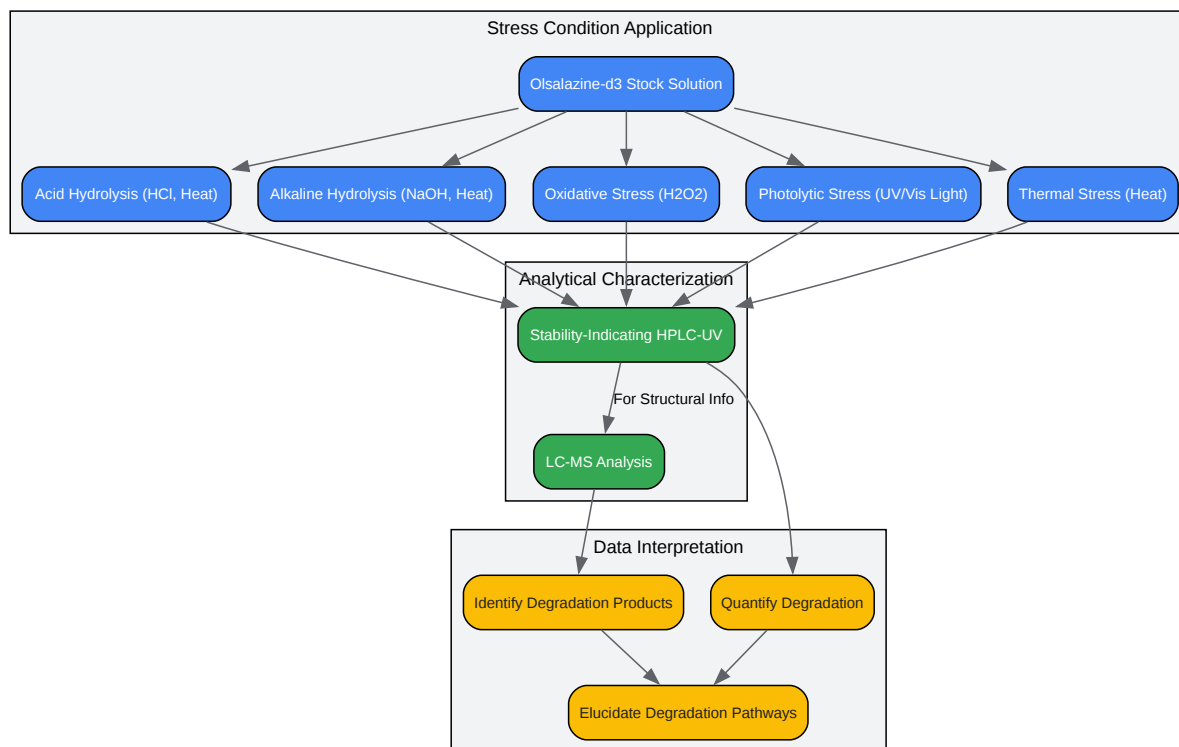 Stress Condition Application
Olsalazine-d3 Stock Solution
Acid Hydrolysis (HCl, Heat)
Alkaline Hydrolysis (NaOH, Heat)
Oxidative Stress (H2O2)
Photolytic Stress (UV/Vis Light)
Thermal Stress (Heat)
Analytical Characterization
Stability-Indicating HPLC-UV
For Structural Info
LC-MS Analysis
Data Interpretation
Identify Degradation Products
Quantify Degradation
Elucidate Degradation Pathways